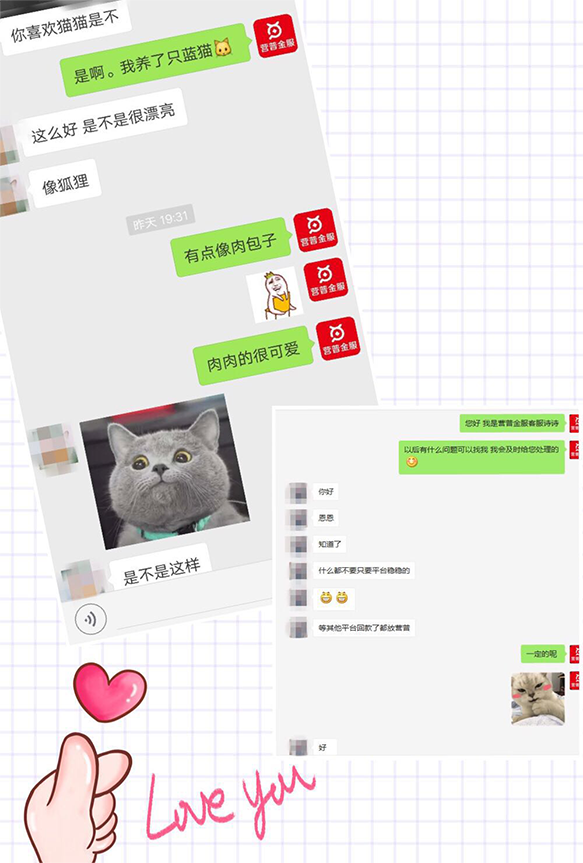 你喜欢猫猫是不
是啊。我养了只蓝猫
营普金服
这么好 是不是很漂亮
像狐狸
昨天 19:31
有点像肉包子
营普金服
营普金服
肉肉的很可爱
营普金服
是不是这样
您好 我是营普金服客服诗诗
以后有什么问题可以找我 我会及时给您处理的
你好
恩恩
知道了
什么都不要只要平台稳稳的
等其他平台回款了都放营普
一定的呢
好
Love you